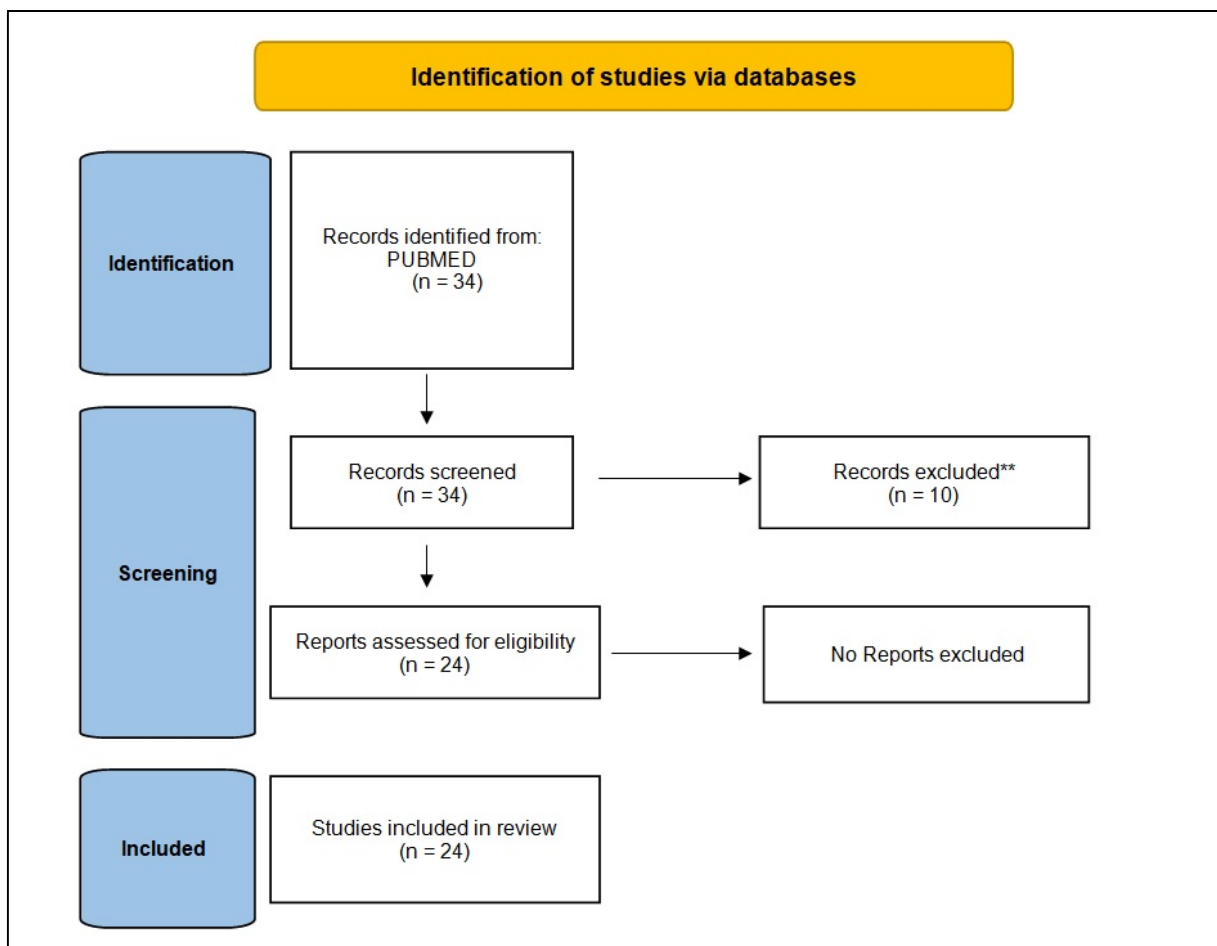 Identification of studies via databases
Identification
Records identified from:
PUBMED
(n = 34)
Screening
Records screened
(n = 34)
Records excluded**
(n = 10)
Reports assessed for eligibility
(n = 24)
No Reports excluded
Included
Studies included in review
(n = 24)